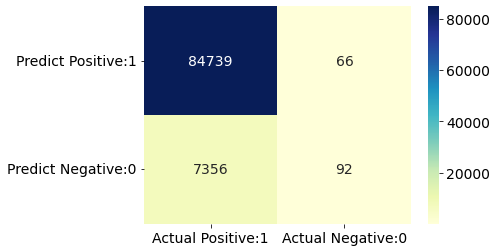 80000
Predict Positive:1 84739 66
60000
40000
Predict Negative:0 7356 92
20000
Actual Positive:1 Actual Negative:0